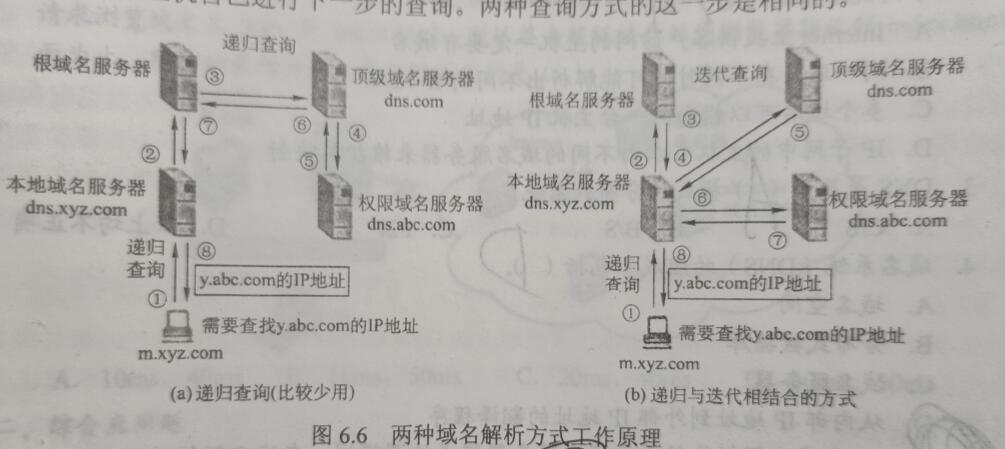 机自己进行下一步的查询。两种查询方式的这一步是相同的。
递归查询
根域名服务器
③
顶级域名服务器
dns.com
⑦
⑥
④
②
⑤
本地域名服务器
dns.xyz.com
权限域名服务器
dns.abc.com
递归
查询
⑧
y.abc.com的IP地址
①
需要查找y.abc.com的IP地址
m.xyz.com
(a) 递归查询(比较少用)
迭代查询
顶级域名服务器
dns.com
根域名服务器
③
⑤
②
④
本地域名服务器
dns.xyz.com
⑥
权限域名服务器
dns.abc.com
⑦
递归
查询
⑧
y.abc.com的IP地址
①
需要查找y.abc.com的IP地址
m.xyz.com
(b) 递归与迭代相结合的方式
图 6.6 两种域名解析方式工作原理